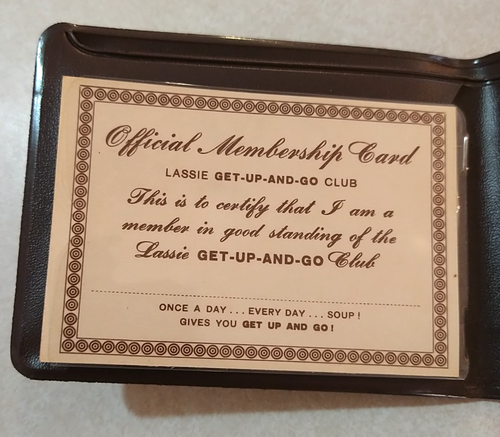 Official Membership Card
LASSIE GET-UP-AND-GO CLUB
This is to certify that I am a
member in good standing of the
Lassie GET-UP-AND-GO Club
ONCE A DAY . . . EVERY DAY . . . SOUP !
GIVES YOU GET UP AND GO !